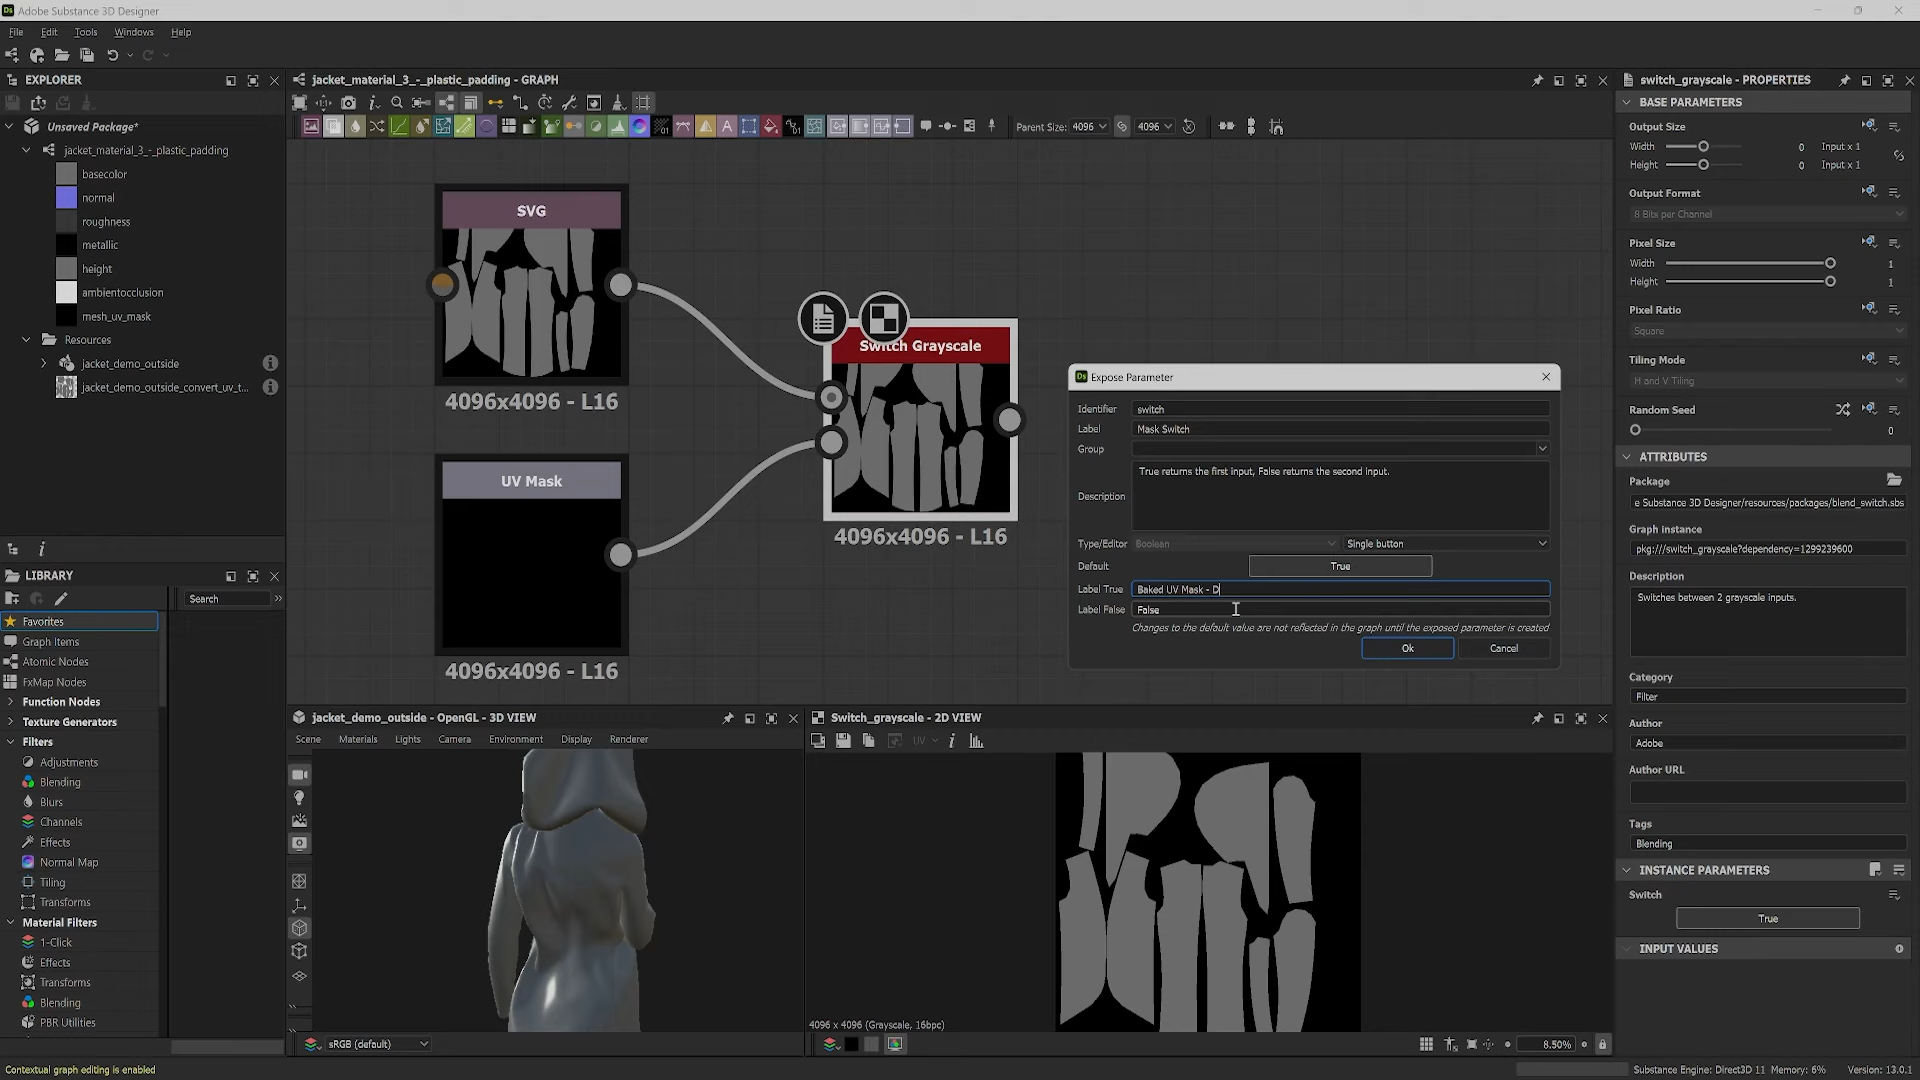 Adobe Substance 3D Designer
File Edit Tools Windows Help
EXPLORER
Unsaved Package*
jacket_material_3_-_plastic_padding
basecolor
normal
roughness
metallic
height
ambientocclusion
mesh_uv_mask
Resources
jacket_demo_outside
jacket_demo_outside_convert_uv_t...
LIBRARY
Search
Favorites
Graph Items
Atomic Nodes
FxMap Nodes
Function Nodes
Texture Generators
Filters
Adjustments
Blending
Blurs
Channels
Effects
Normal Map
Tiling
Transforms
Material Filters
1-Click
Effects
Transforms
Blending
PBR Utilities
Contextual graph editing is enabled
jacket_material_3_-_plastic_padding - GRAPH
Parent Size: 4096 4096
SVG
4096x4096 - L16
UV Mask
4096x4096 - L16
Switch Grayscale
4096x4096 - L16
Expose Parameter
Identifier switch
Label Mask Switch
Group
Description True returns the first input, False returns the second input.
Type/Editor Boolean Single button
Default True
Label True Baked UV Mask - D
Label False False
Changes to the default value are not reflected in the graph until the exposed parameter is created
Ok Cancel
jacket_demo_outside - OpenGL - 3D VIEW
Scene Materials Lights Camera Environment Display Renderer
sRGB (default)
Switch_grayscale - 2D VIEW
UV
4096 x 4096 (Grayscale, 16bpc)
8.50%
switch_grayscale - PROPERTIES
BASE PARAMETERS
Output Size
Width 0 Input x 1
Height 0 Input x 1
Output Format
8 Bits per Channel
Pixel Size
Width 1
Height 1
Pixel Ratio
Square
Tiling Mode
H and V Tiling
Random Seed
0
ATTRIBUTES
Package
e Substance 3D Designer/resources/packages/blend_switch.sbs
Graph instance
pkg:///switch_grayscale?dependency=1299239600
Description
Switches between 2 grayscale inputs.
Category
Filter
Author
Adobe
Author URL
Tags
Blending
INSTANCE PARAMETERS
Switch
True
INPUT VALUES
Substance Engine: Direct3D 11 Memory: 6% Version: 13.0.1